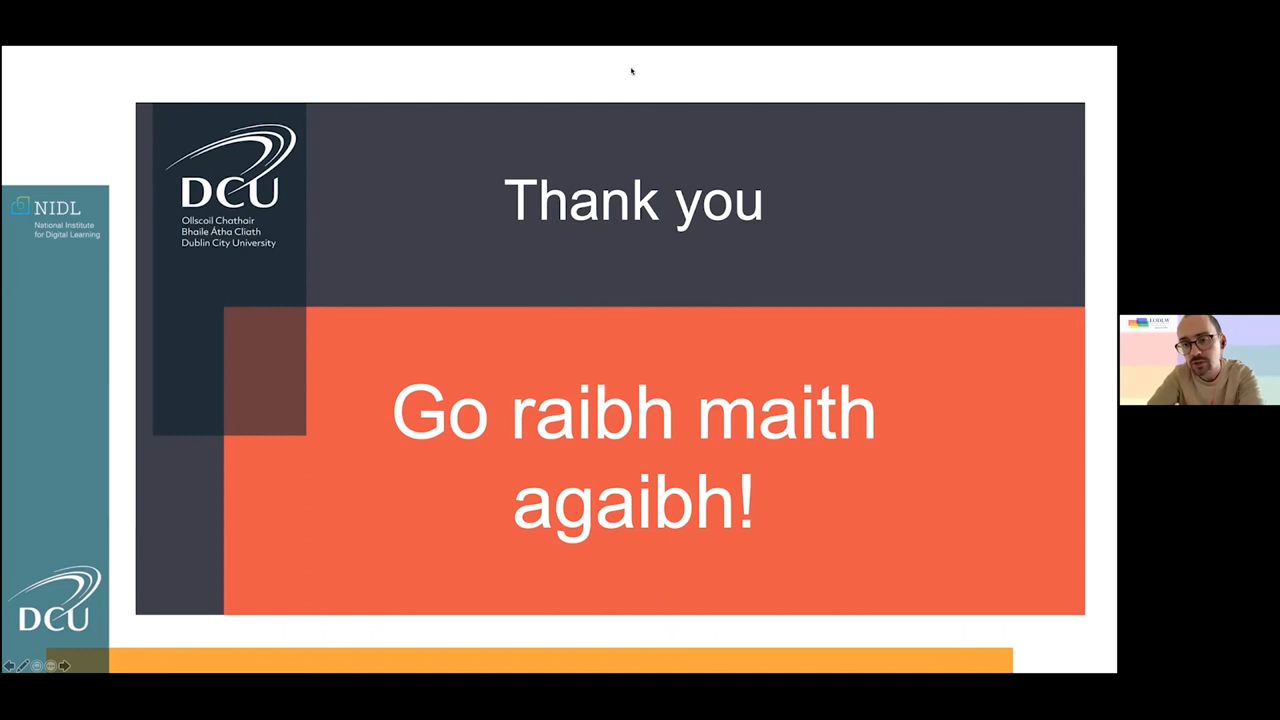 Thank you
DCU
Ollscoil Chathair
Bhaile Átha Cliath
Dublin City University
NIDL
National Institute
for Digital Learning
Go raibh maith
agaibh!
DCU